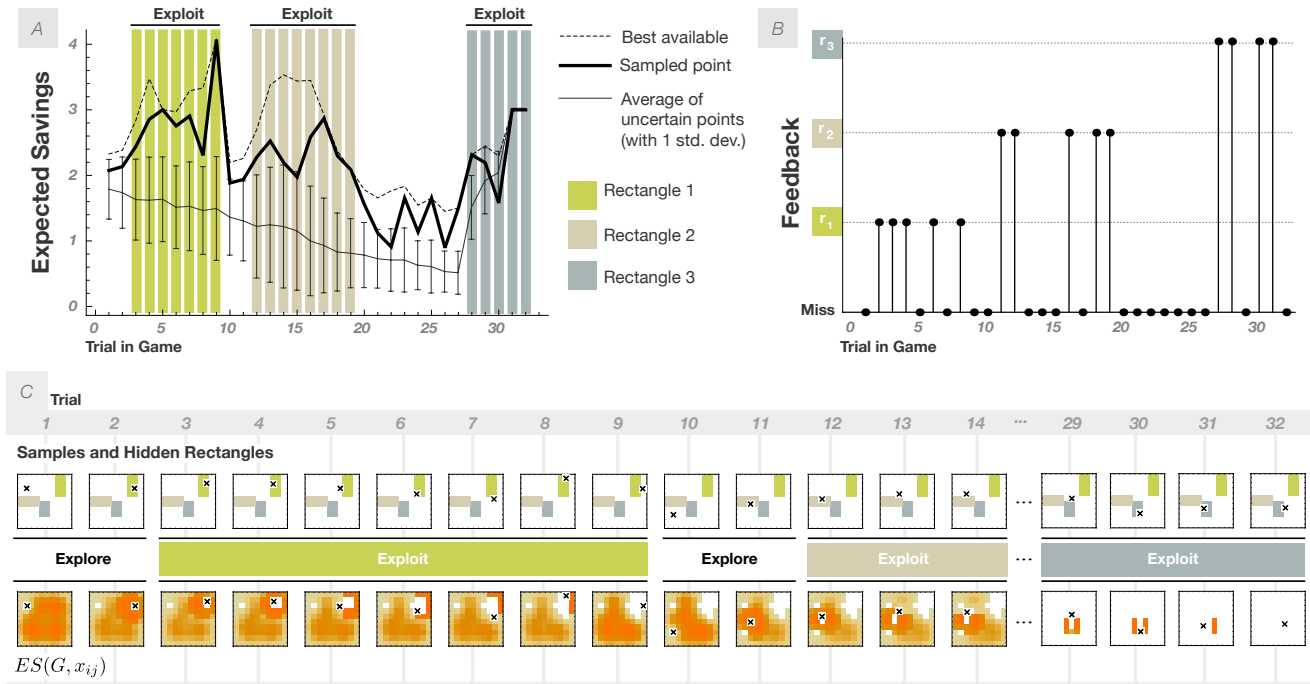 A
Exploit
Exploit
Exploit
4
3
2
1
0
Expected Savings
0 5 10 15 20 25 30
Trial in Game
Best available
Sampled point
Average of
uncertain points
(with 1 std. dev.)
Rectangle 1
Rectangle 2
Rectangle 3
B
r3
r2
r1
Miss
Feedback
0 5 10 15 20 25 30
Trial in Game
C
Trial
1 2 3 4 5 6 7 8 9 10 11 12 13 14 ... 29 30 31 32
Samples and Hidden Rectangles
...
Explore Exploit Explore Exploit ... Exploit
...
ES(G, xij)